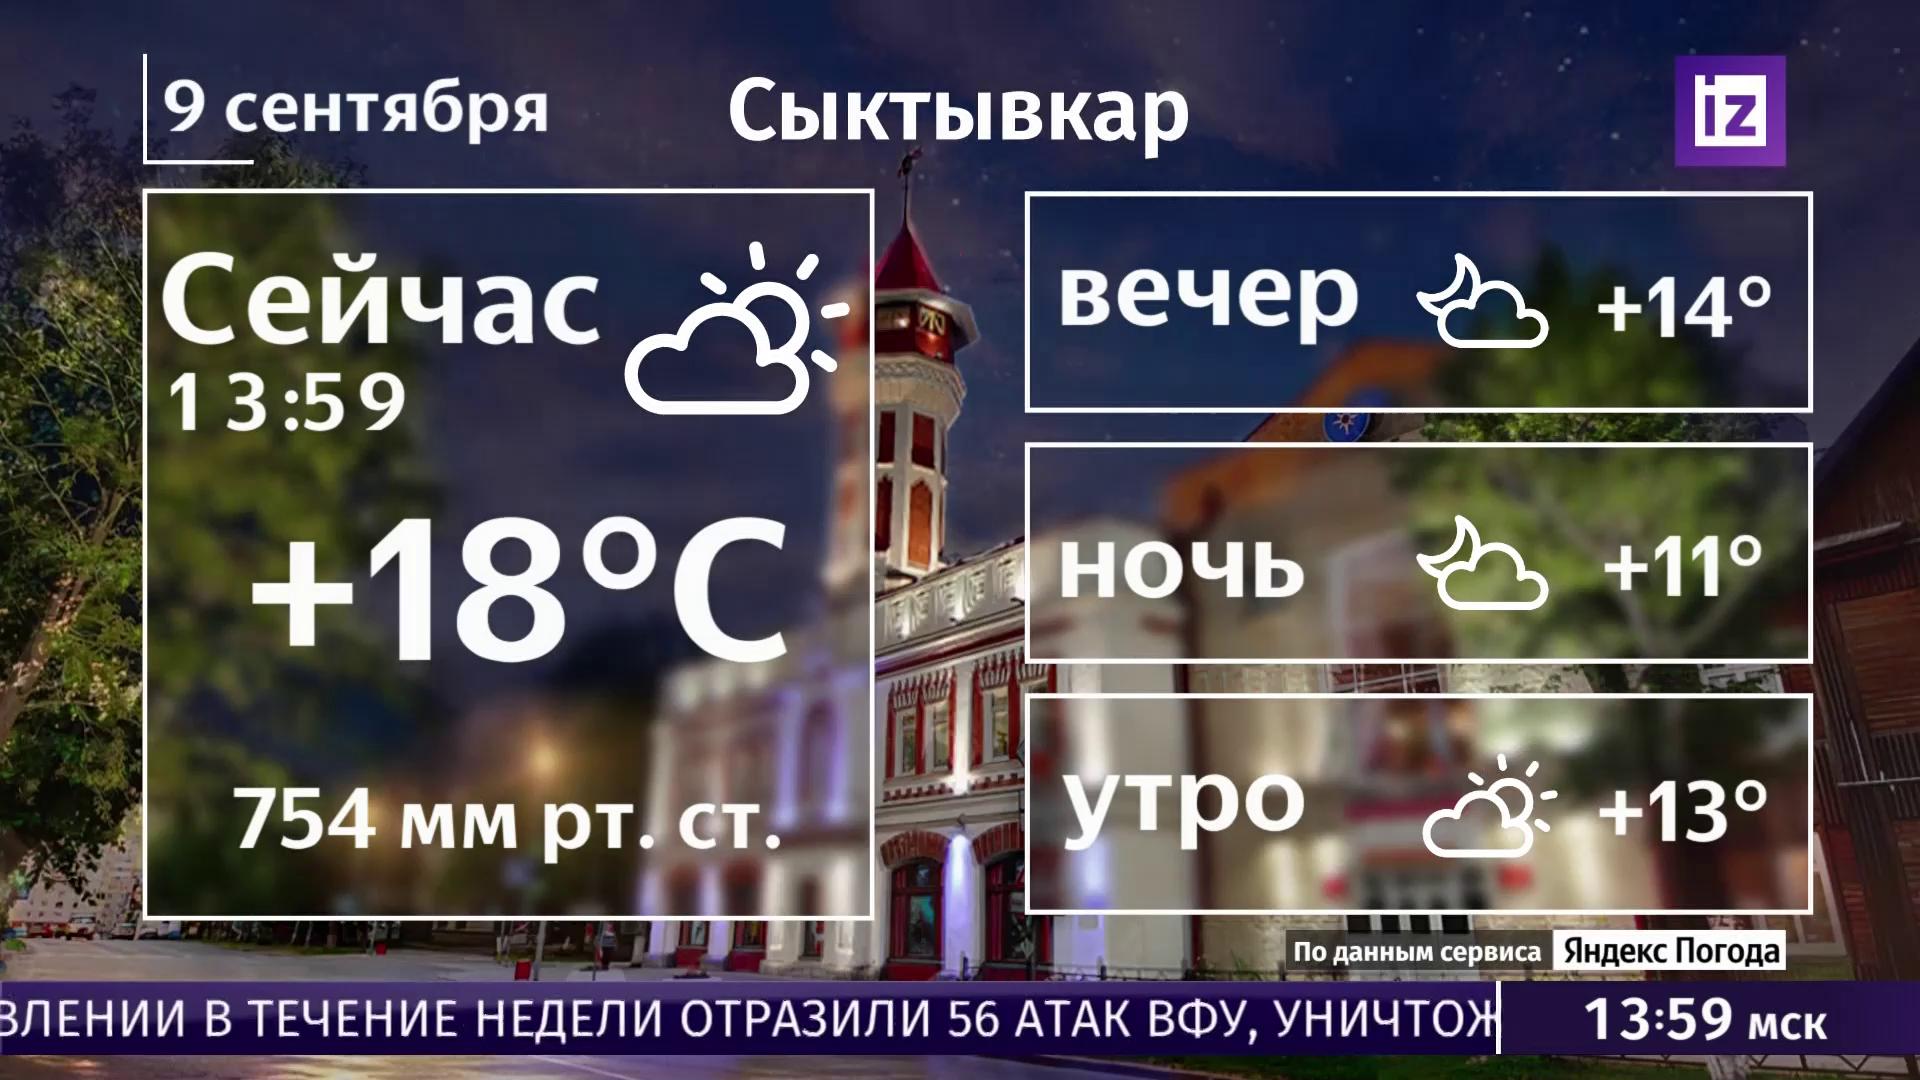 9 сентября
Сыктывкар
iz
Сейчас
13:59
+18°C
754 мм рт. ст.
вечер +14°
ночь +11°
утро +13°
По данным сервиса Яндекс Погода
ВЛЕНИИ В ТЕЧЕНИЕ НЕДЕЛИ ОТРАЗИЛИ 56 АТАК ВФУ, УНИЧТОЖ
13:59 мск